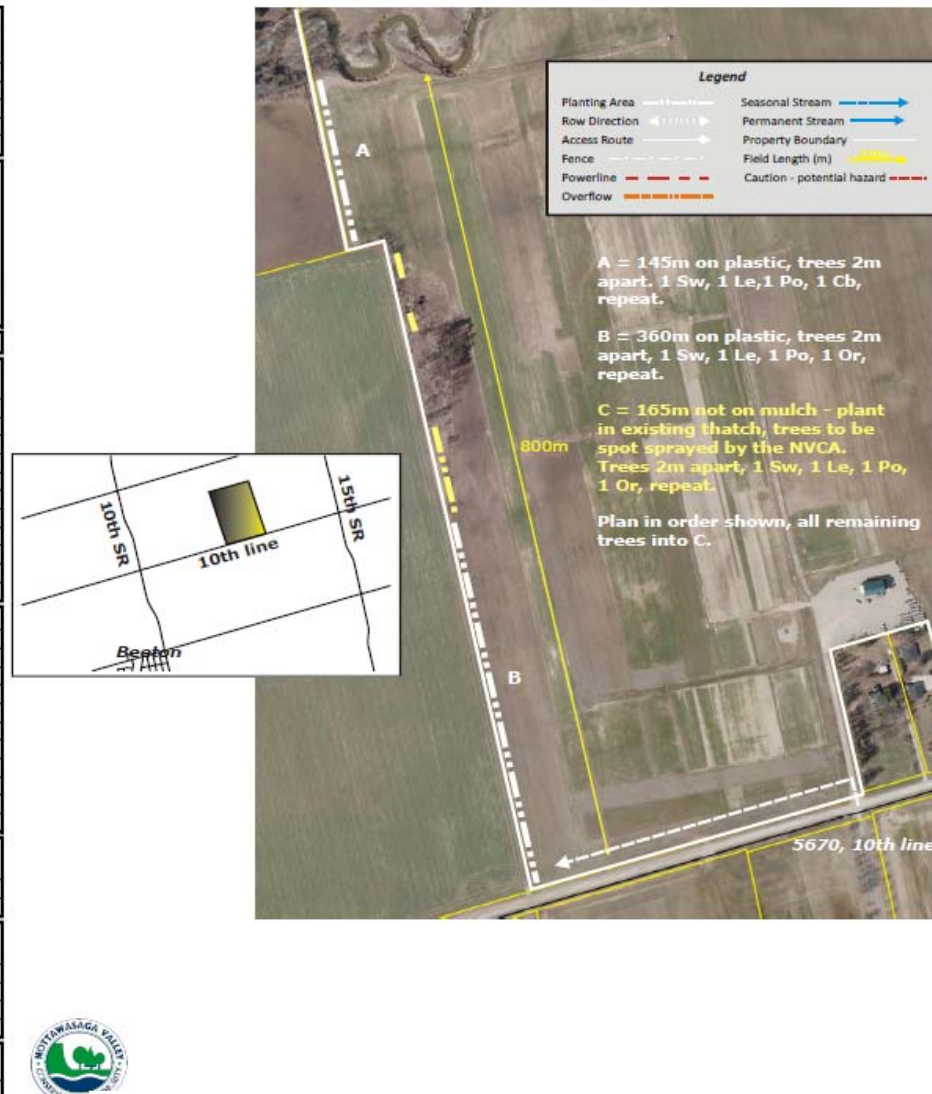 Legend
Planting Area
Row Direction
Access Route
Fence
Powerline
Overflow
Seasonal Stream
Permanent Stream
Property Boundary
Field Length (m)
Caution - potential hazard
A
A = 145m on plastic, trees 2m
apart. 1 Sw, 1 Le,1 Po, 1 Cb,
repeat.
B = 360m on plastic, trees 2m
apart, 1 Sw, 1 Le, 1 Po, 1 Or,
repeat.
C = 165m not on mulch - plant
in existing thatch, trees to be
spot sprayed by the NVCA.
Trees 2m apart, 1 Sw, 1 Le, 1 Po,
1 Or, repeat.
Plan in order shown, all remaining
trees into C.
800m
10th SR
15th SR
10th line
Beeton
B
5670, 10th line
NOTTAWASAGA VALLEY